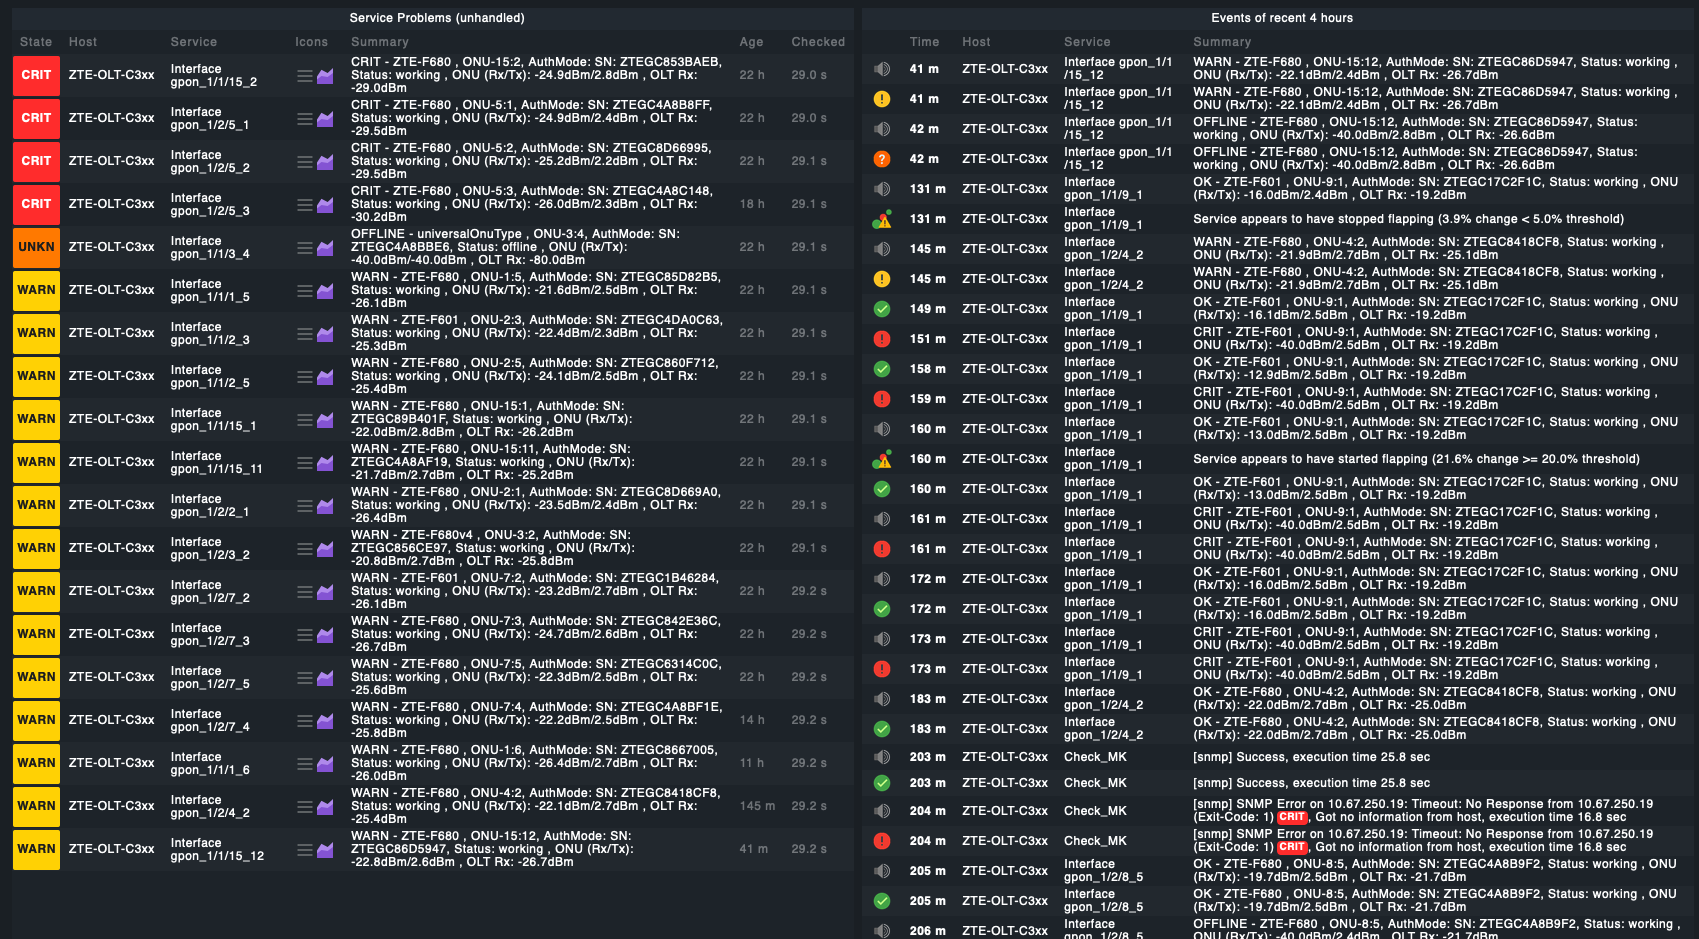 Service Problems (unhandled)
State Host Service Icons Summary Age Checked
CRIT ZTE-OLT-C3xx Interface gpon_1/1/15_2 CRIT - ZTE-F680 , ONU-15:2, AuthMode: SN: ZTEGC853BAEB,
Status: working , ONU (Rx/Tx): -24.9dBm/2.8dBm , OLT Rx:
-29.0dBm 22 h 29.0 s
CRIT ZTE-OLT-C3xx Interface gpon_1/2/5_1 CRIT - ZTE-F680 , ONU-5:1, AuthMode: SN: ZTEGC4A8B8FF,
Status: working , ONU (Rx/Tx): -24.9dBm/2.4dBm , OLT Rx:
-29.5dBm 22 h 29.0 s
CRIT ZTE-OLT-C3xx Interface gpon_1/2/5_2 CRIT - ZTE-F680 , ONU-5:2, AuthMode: SN: ZTEGC8D66995,
Status: working , ONU (Rx/Tx): -25.2dBm/2.2dBm , OLT Rx:
-29.5dBm 22 h 29.1 s
CRIT ZTE-OLT-C3xx Interface gpon_1/2/5_3 CRIT - ZTE-F680 , ONU-5:3, AuthMode: SN: ZTEGC4A8C148,
Status: working , ONU (Rx/Tx): -26.0dBm/2.3dBm , OLT Rx:
-30.2dBm 18 h 29.1 s
UNKN ZTE-OLT-C3xx Interface gpon_1/1/3_4 OFFLINE - universalOnuType , ONU-3:4, AuthMode: SN:
ZTEGC4A8BBE6, Status: offline , ONU (Rx/Tx):
-40.0dBm/-40.0dBm , OLT Rx: -80.0dBm 22 h 29.1 s
WARN ZTE-OLT-C3xx Interface gpon_1/1/1_5 WARN - ZTE-F680 , ONU-1:5, AuthMode: SN: ZTEGC85D82B5,
Status: working , ONU (Rx/Tx): -21.6dBm/2.5dBm , OLT Rx:
-26.1dBm 22 h 29.1 s
WARN ZTE-OLT-C3xx Interface gpon_1/1/2_3 WARN - ZTE-F601 , ONU-2:3, AuthMode: SN: ZTEGC4DA0C63,
Status: working , ONU (Rx/Tx): -22.4dBm/2.3dBm , OLT Rx:
-25.3dBm 22 h 29.1 s
WARN ZTE-OLT-C3xx Interface gpon_1/1/2_5 WARN - ZTE-F680 , ONU-2:5, AuthMode: SN: ZTEGC860F712,
Status: working , ONU (Rx/Tx): -24.1dBm/2.5dBm , OLT Rx:
-25.4dBm 22 h 29.1 s
WARN ZTE-OLT-C3xx Interface gpon_1/1/15_1 WARN - ZTE-F680 , ONU-15:1, AuthMode: SN:
ZTEGC89B401F, Status: working , ONU (Rx/Tx):
-22.0dBm/2.8dBm , OLT Rx: -26.2dBm 22 h 29.1 s
WARN ZTE-OLT-C3xx Interface gpon_1/1/15_11 WARN - ZTE-F680 , ONU-15:11, AuthMode: SN:
ZTEGC4A8AF19, Status: working , ONU (Rx/Tx):
-21.7dBm/2.7dBm , OLT Rx: -25.2dBm 22 h 29.1 s
WARN ZTE-OLT-C3xx Interface gpon_1/2/2_1 WARN - ZTE-F680 , ONU-2:1, AuthMode: SN: ZTEGC8D669A0,
Status: working , ONU (Rx/Tx): -23.5dBm/2.4dBm , OLT Rx:
-26.4dBm 22 h 29.1 s
WARN ZTE-OLT-C3xx Interface gpon_1/2/3_2 WARN - ZTE-F680v4 , ONU-3:2, AuthMode: SN:
ZTEGC856CE97, Status: working , ONU (Rx/Tx):
-20.8dBm/2.7dBm , OLT Rx: -25.8dBm 22 h 29.1 s
WARN ZTE-OLT-C3xx Interface gpon_1/2/7_2 WARN - ZTE-F601 , ONU-7:2, AuthMode: SN: ZTEGC1B46284,
Status: working , ONU (Rx/Tx): -23.2dBm/2.7dBm , OLT Rx:
-26.1dBm 22 h 29.2 s
WARN ZTE-OLT-C3xx Interface gpon_1/2/7_3 WARN - ZTE-F680 , ONU-7:3, AuthMode: SN: ZTEGC842E36C,
Status: working , ONU (Rx/Tx): -24.7dBm/2.6dBm , OLT Rx:
-26.7dBm 22 h 29.2 s
WARN ZTE-OLT-C3xx Interface gpon_1/2/7_5 WARN - ZTE-F680 , ONU-7:5, AuthMode: SN: ZTEGC6314C0C,
Status: working , ONU (Rx/Tx): -22.3dBm/2.5dBm , OLT Rx:
-25.6dBm 22 h 29.2 s
WARN ZTE-OLT-C3xx Interface gpon_1/2/7_4 WARN - ZTE-F680 , ONU-7:4, AuthMode: SN: ZTEGC4A8BF1E,
Status: working , ONU (Rx/Tx): -22.2dBm/2.5dBm , OLT Rx:
-25.8dBm 14 h 29.2 s
WARN ZTE-OLT-C3xx Interface gpon_1/1/1_6 WARN - ZTE-F680 , ONU-1:6, AuthMode: SN: ZTEGC8667005,
Status: working , ONU (Rx/Tx): -26.4dBm/2.7dBm , OLT Rx:
-26.0dBm 11 h 29.2 s
WARN ZTE-OLT-C3xx Interface gpon_1/2/4_2 WARN - ZTE-F680 , ONU-4:2, AuthMode: SN: ZTEGC8418CF8,
Status: working , ONU (Rx/Tx): -22.1dBm/2.7dBm , OLT Rx:
-25.4dBm 145 m 29.2 s
WARN ZTE-OLT-C3xx Interface gpon_1/1/15_12 WARN - ZTE-F680 , ONU-15:12, AuthMode: SN:
ZTEGC86D5947, Status: working , ONU (Rx/Tx):
-22.8dBm/2.6dBm , OLT Rx: -26.7dBm 41 m 29.2 s
Events of recent 4 hours
Time Host Service Summary
41 m ZTE-OLT-C3xx Interface gpon_1/1/15_12 WARN - ZTE-F680 , ONU-15:12, AuthMode: SN: ZTEGC86D5947, Status: working ,
ONU (Rx/Tx): -22.1dBm/2.4dBm , OLT Rx: -26.7dBm
41 m ZTE-OLT-C3xx Interface gpon_1/1/15_12 WARN - ZTE-F680 , ONU-15:12, AuthMode: SN: ZTEGC86D5947, Status: working ,
ONU (Rx/Tx): -22.1dBm/2.4dBm , OLT Rx: -26.7dBm
42 m ZTE-OLT-C3xx Interface gpon_1/1/15_12 OFFLINE - ZTE-F680 , ONU-15:12, AuthMode: SN: ZTEGC86D5947, Status:
working , ONU (Rx/Tx): -40.0dBm/2.8dBm , OLT Rx: -26.6dBm
42 m ZTE-OLT-C3xx Interface gpon_1/1/15_12 OFFLINE - ZTE-F680 , ONU-15:12, AuthMode: SN: ZTEGC86D5947, Status:
working , ONU (Rx/Tx): -40.0dBm/2.8dBm , OLT Rx: -26.6dBm
131 m ZTE-OLT-C3xx Interface gpon_1/1/9_1 OK - ZTE-F601 , ONU-9:1, AuthMode: SN: ZTEGC17C2F1C, Status: working , ONU
(Rx/Tx): -16.0dBm/2.4dBm , OLT Rx: -19.2dBm
131 m ZTE-OLT-C3xx Interface gpon_1/1/9_1 Service appears to have stopped flapping (3.9% change < 5.0% threshold)
145 m ZTE-OLT-C3xx Interface gpon_1/2/4_2 WARN - ZTE-F680 , ONU-4:2, AuthMode: SN: ZTEGC8418CF8, Status: working ,
ONU (Rx/Tx): -21.9dBm/2.7dBm , OLT Rx: -25.1dBm
145 m ZTE-OLT-C3xx Interface gpon_1/2/4_2 WARN - ZTE-F680 , ONU-4:2, AuthMode: SN: ZTEGC8418CF8, Status: working ,
ONU (Rx/Tx): -21.9dBm/2.7dBm , OLT Rx: -25.1dBm
149 m ZTE-OLT-C3xx Interface gpon_1/1/9_1 OK - ZTE-F601 , ONU-9:1, AuthMode: SN: ZTEGC17C2F1C, Status: working , ONU
(Rx/Tx): -16.1dBm/2.5dBm , OLT Rx: -19.2dBm
151 m ZTE-OLT-C3xx Interface gpon_1/1/9_1 CRIT - ZTE-F601 , ONU-9:1, AuthMode: SN: ZTEGC17C2F1C, Status: working ,
ONU (Rx/Tx): -40.0dBm/2.5dBm , OLT Rx: -19.2dBm
158 m ZTE-OLT-C3xx Interface gpon_1/1/9_1 OK - ZTE-F601 , ONU-9:1, AuthMode: SN: ZTEGC17C2F1C, Status: working , ONU
(Rx/Tx): -12.9dBm/2.5dBm , OLT Rx: -19.2dBm
159 m ZTE-OLT-C3xx Interface gpon_1/1/9_1 CRIT - ZTE-F601 , ONU-9:1, AuthMode: SN: ZTEGC17C2F1C, Status: working ,
ONU (Rx/Tx): -40.0dBm/2.5dBm , OLT Rx: -19.2dBm
160 m ZTE-OLT-C3xx Interface gpon_1/1/9_1 OK - ZTE-F601 , ONU-9:1, AuthMode: SN: ZTEGC17C2F1C, Status: working , ONU
(Rx/Tx): -13.0dBm/2.5dBm , OLT Rx: -19.2dBm
160 m ZTE-OLT-C3xx Interface gpon_1/1/9_1 Service appears to have started flapping (21.6% change >= 20.0% threshold)
160 m ZTE-OLT-C3xx Interface gpon_1/1/9_1 OK - ZTE-F601 , ONU-9:1, AuthMode: SN: ZTEGC17C2F1C, Status: working , ONU
(Rx/Tx): -13.0dBm/2.5dBm , OLT Rx: -19.2dBm
161 m ZTE-OLT-C3xx Interface gpon_1/1/9_1 CRIT - ZTE-F601 , ONU-9:1, AuthMode: SN: ZTEGC17C2F1C, Status: working ,
ONU (Rx/Tx): -40.0dBm/2.5dBm , OLT Rx: -19.2dBm
161 m ZTE-OLT-C3xx Interface gpon_1/1/9_1 CRIT - ZTE-F601 , ONU-9:1, AuthMode: SN: ZTEGC17C2F1C, Status: working ,
ONU (Rx/Tx): -40.0dBm/2.5dBm , OLT Rx: -19.2dBm
172 m ZTE-OLT-C3xx Interface gpon_1/1/9_1 OK - ZTE-F601 , ONU-9:1, AuthMode: SN: ZTEGC17C2F1C, Status: working , ONU
(Rx/Tx): -16.0dBm/2.5dBm , OLT Rx: -19.2dBm
172 m ZTE-OLT-C3xx Interface gpon_1/1/9_1 OK - ZTE-F601 , ONU-9:1, AuthMode: SN: ZTEGC17C2F1C, Status: working , ONU
(Rx/Tx): -16.0dBm/2.5dBm , OLT Rx: -19.2dBm
173 m ZTE-OLT-C3xx Interface gpon_1/1/9_1 CRIT - ZTE-F601 , ONU-9:1, AuthMode: SN: ZTEGC17C2F1C, Status: working ,
ONU (Rx/Tx): -40.0dBm/2.5dBm , OLT Rx: -19.2dBm
173 m ZTE-OLT-C3xx Interface gpon_1/1/9_1 CRIT - ZTE-F601 , ONU-9:1, AuthMode: SN: ZTEGC17C2F1C, Status: working ,
ONU (Rx/Tx): -40.0dBm/2.5dBm , OLT Rx: -19.2dBm
183 m ZTE-OLT-C3xx Interface gpon_1/2/4_2 OK - ZTE-F680 , ONU-4:2, AuthMode: SN: ZTEGC8418CF8, Status: working , ONU
(Rx/Tx): -22.0dBm/2.7dBm , OLT Rx: -25.0dBm
183 m ZTE-OLT-C3xx Interface gpon_1/2/4_2 OK - ZTE-F680 , ONU-4:2, AuthMode: SN: ZTEGC8418CF8, Status: working , ONU
(Rx/Tx): -22.0dBm/2.7dBm , OLT Rx: -25.0dBm
203 m ZTE-OLT-C3xx Check_MK [snmp] Success, execution time 25.8 sec
203 m ZTE-OLT-C3xx Check_MK [snmp] Success, execution time 25.8 sec
204 m ZTE-OLT-C3xx Check_MK [snmp] SNMP Error on 10.67.250.19: Timeout: No Response from 10.67.250.19
(Exit-Code: 1) CRIT, Got no information from host, execution time 16.8 sec
204 m ZTE-OLT-C3xx Check_MK [snmp] SNMP Error on 10.67.250.19: Timeout: No Response from 10.67.250.19
(Exit-Code: 1) CRIT, Got no information from host, execution time 16.8 sec
205 m ZTE-OLT-C3xx Interface gpon_1/2/8_5 OK - ZTE-F680 , ONU-8:5, AuthMode: SN: ZTEGC4A8B9F2, Status: working , ONU
(Rx/Tx): -19.7dBm/2.5dBm , OLT Rx: -21.7dBm
205 m ZTE-OLT-C3xx Interface gpon_1/2/8_5 OK - ZTE-F680 , ONU-8:5, AuthMode: SN: ZTEGC4A8B9F2, Status: working , ONU
(Rx/Tx): -19.7dBm/2.5dBm , OLT Rx: -21.7dBm
206 m ZTE-OLT-C3xx Interface gpon_1/2/8_5 OFFLINE - ZTE-F680 , ONU-8:5, AuthMode: SN: ZTEGC4A8B9F2, Status: working ,
ONU (Rx/Tx): -40.0dBm/2.4dBm , OLT Rx: -21.7dBm